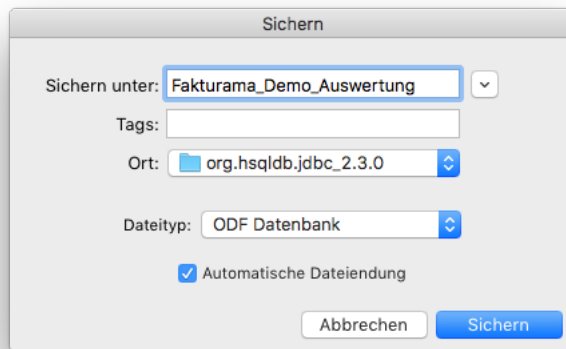 Sichern
Sichern unter: Fakturama_Demo_Auswertung
Tags:
Ort: org.hsqldb.jdbc_2.3.0
Dateityp: ODF Datenbank
Automatische Dateiendung
Abbrechen Sichern